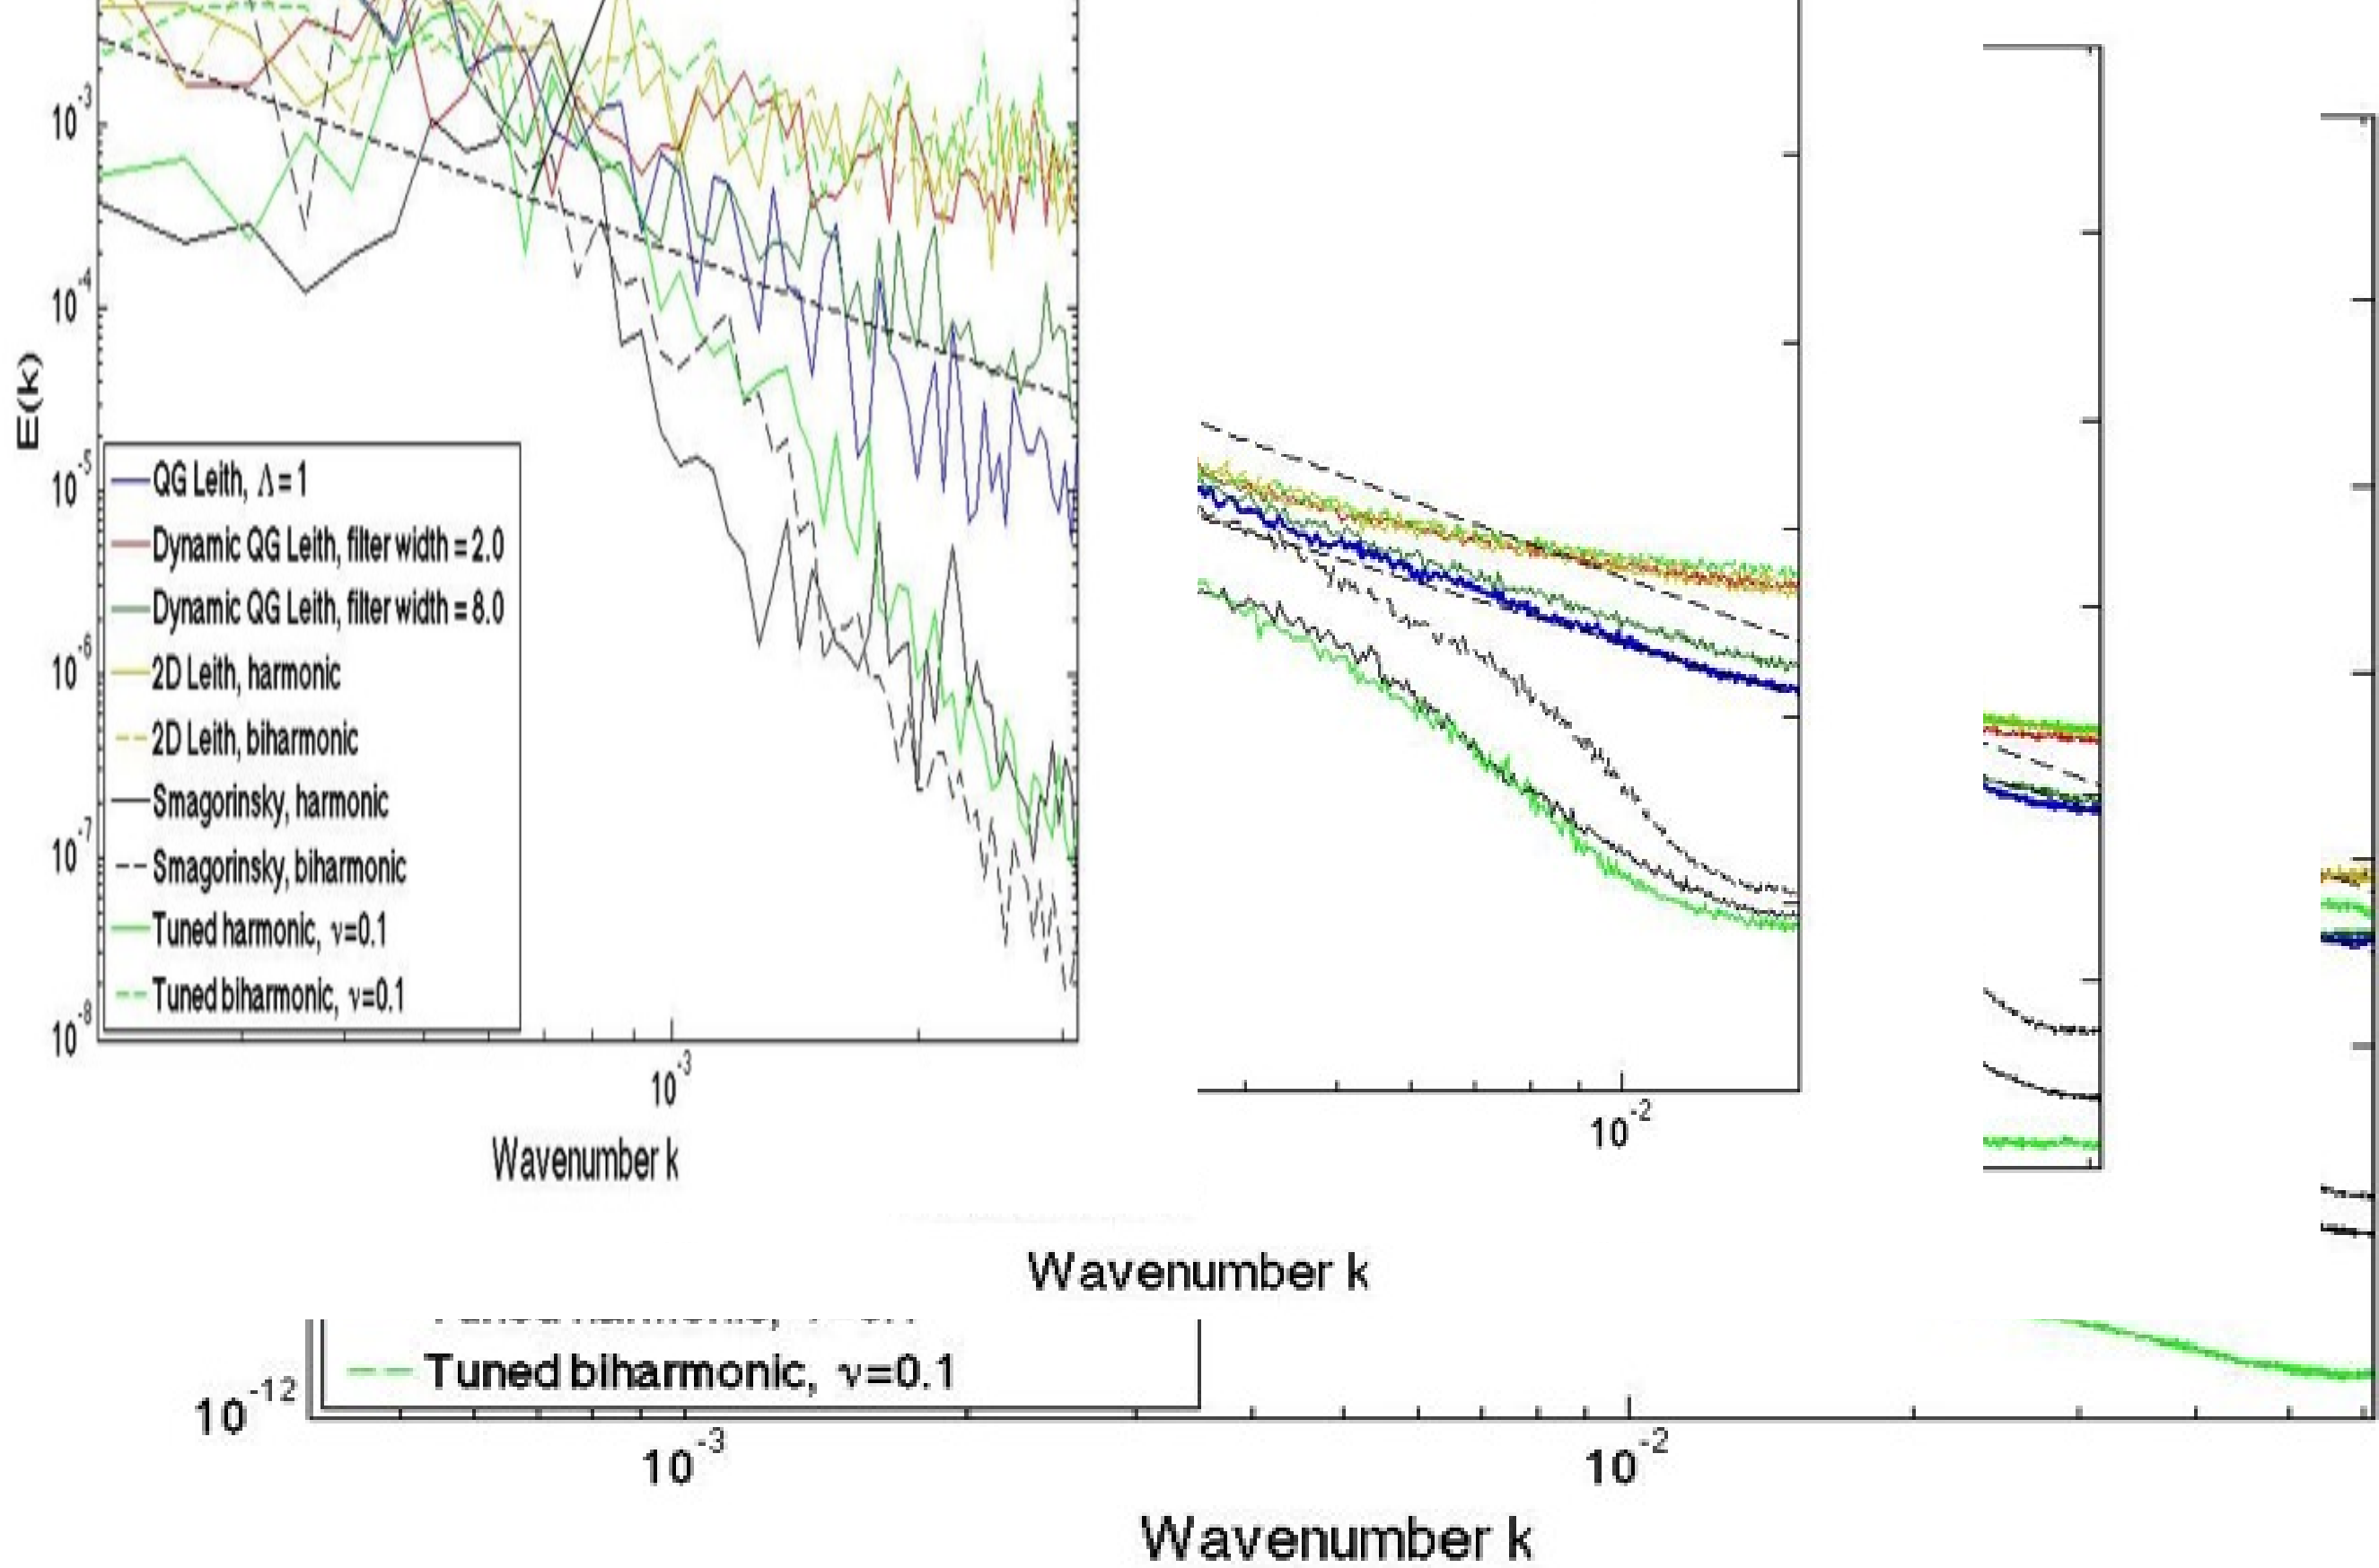 10^-3
10^-4
E(k)
10^-5
10^-6
10^-7
10^-8
QG Leith, Λ=1
Dynamic QG Leith, filter width = 2.0
Dynamic QG Leith, filter width = 8.0
2D Leith, harmonic
2D Leith, biharmonic
Smagorinsky, harmonic
Smagorinsky, biharmonic
Tuned harmonic, ν=0.1
Tuned biharmonic, ν=0.1
10^-3
Wavenumber k
10^-2
Wavenumber k
Tuned biharmonic, ν=0.1
10^-12
10^-3
10^-2
Wavenumber k